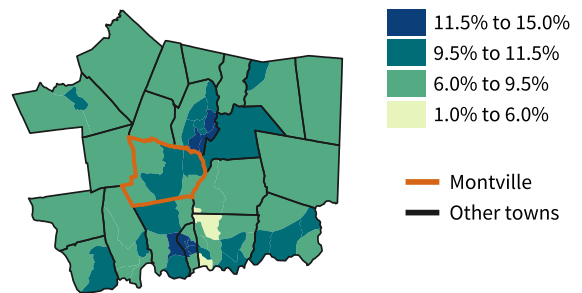 11.5% to 15.0%
9.5% to 11.5%
6.0% to 9.5%
1.0% to 6.0%
Montville
Other towns